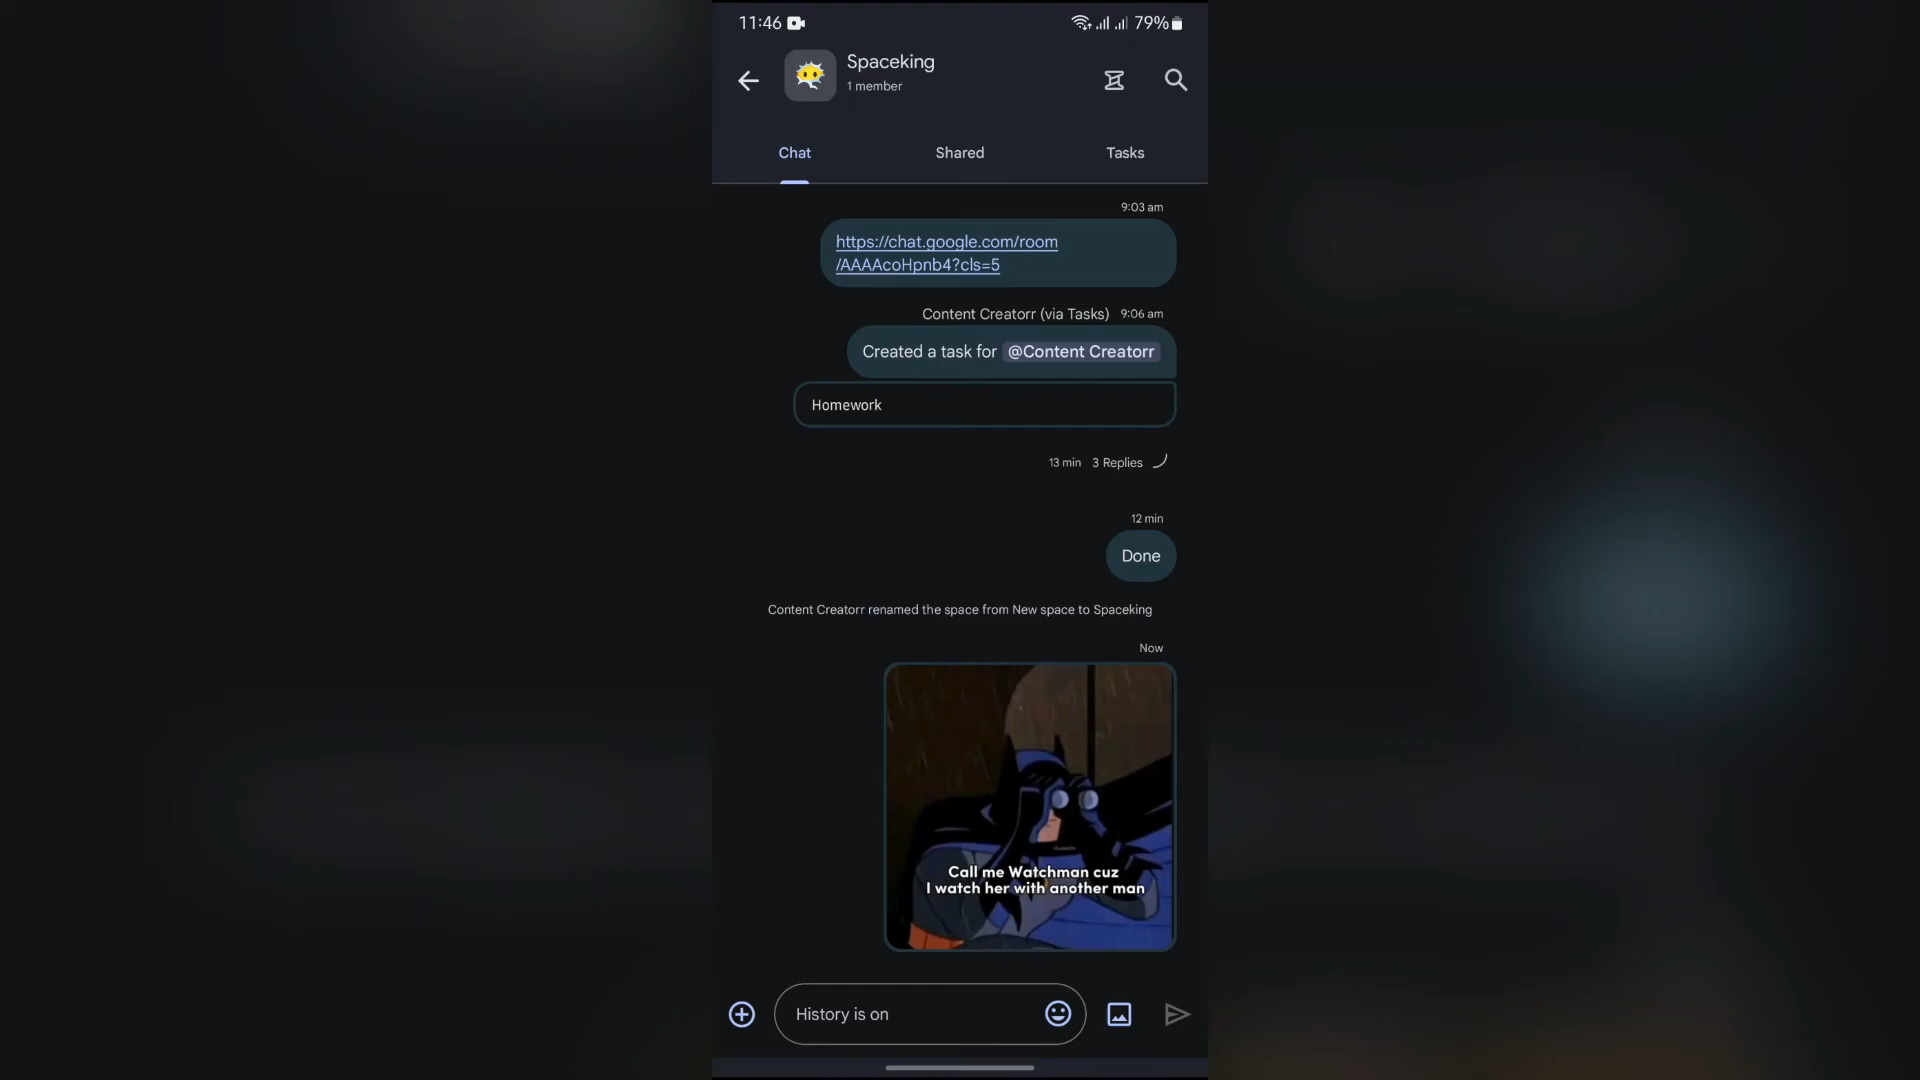 11:46
79%
Spaceking
1 member
Chat
Shared
Tasks
9:03 am
https://chat.google.com/room
/AAAAcoHpnb4?cls=5
Content Creatorr (via Tasks) 9:06 am
Created a task for @Content Creatorr
Homework
13 min 3 Replies
12 min
Done
Content Creatorr renamed the space from New space to Spaceking
Now
Call me Watchman cuz
I watch her with another man
History is on